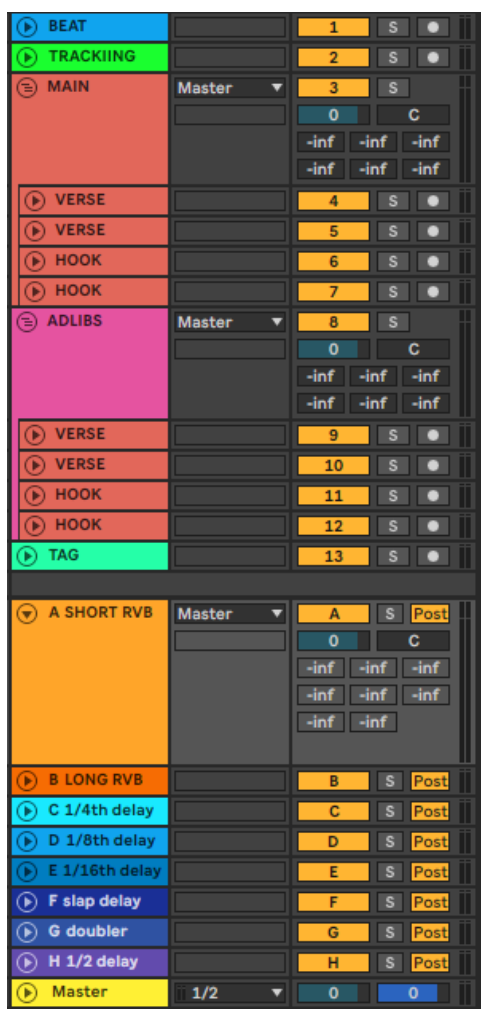 BEAT 1 S
TRACKIING 2 S
MAIN Master 3 S
0 C
-inf -inf -inf
-inf -inf -inf
VERSE 4 S
VERSE 5 S
HOOK 6 S
HOOK 7 S
ADLIBS Master 8 S
0 C
-inf -inf -inf
-inf -inf -inf
VERSE 9 S
VERSE 10 S
HOOK 11 S
HOOK 12 S
TAG 13 S
A SHORT RVB Master A S Post
0 C
-inf -inf -inf
-inf -inf -inf
-inf -inf
B LONG RVB B S Post
C 1/4th delay C S Post
D 1/8th delay D S Post
E 1/16th delay E S Post
F slap delay F S Post
G doubler G S Post
H 1/2 delay H S Post
Master 1/2 0 0